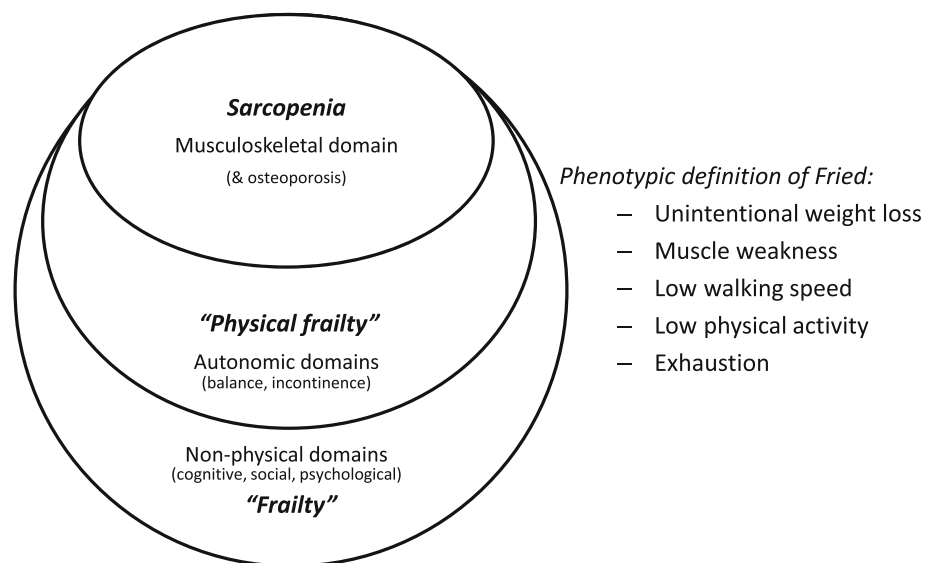 Sarcopenia
Musculoskeletal domain
(& osteoporosis)
“Physical frailty”
Autonomic domains
(balance, incontinence)
Non-physical domains
(cognitive, social, psychological)
“Frailty”
Phenotypic definition of Fried:
– Unintentional weight loss
– Muscle weakness
– Low walking speed
– Low physical activity
– Exhaustion